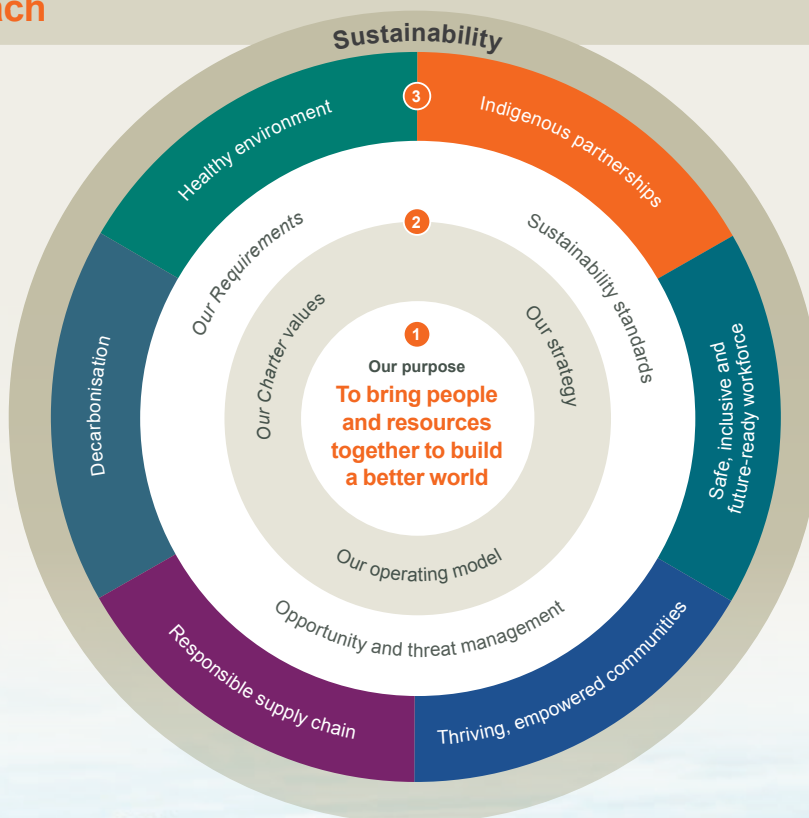 ach
Sustainability
3
Healthy environment
Indigenous partnerships
Safe, inclusive and
future-ready workforce
Thriving, empowered communities
Responsible supply chain
Decarbonisation
2
Our Requirements
Sustainability standards
Opportunity and threat management
Our Charter values
Our strategy
Our operating model
1
Our purpose
To bring people
and resources
together to build
a better world